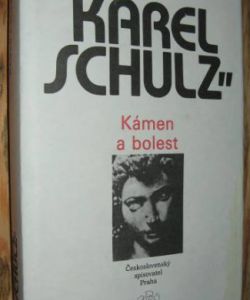 KAREL
SCHULZ"
Kámen
a bolest
Československý
spisovatel
Praha